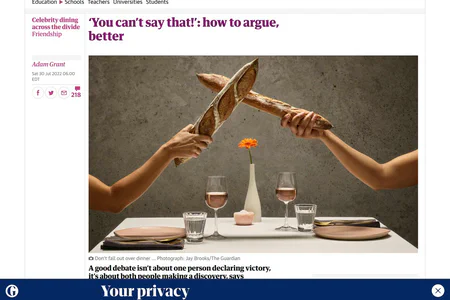 Education ▶ Schools Teachers Universities Students
Celebrity dining
across the divide
Friendship
‘You can’t say that!’: how to argue,
better
Adam Grant
Sat 30 Jul 2022 06.00
EDT
218
Don’t fall out over dinner … Photograph: Jay Brooks/The Guardian
A good debate isn’t about one person declaring victory,
it’s about both people making a discovery, says
Your privacy